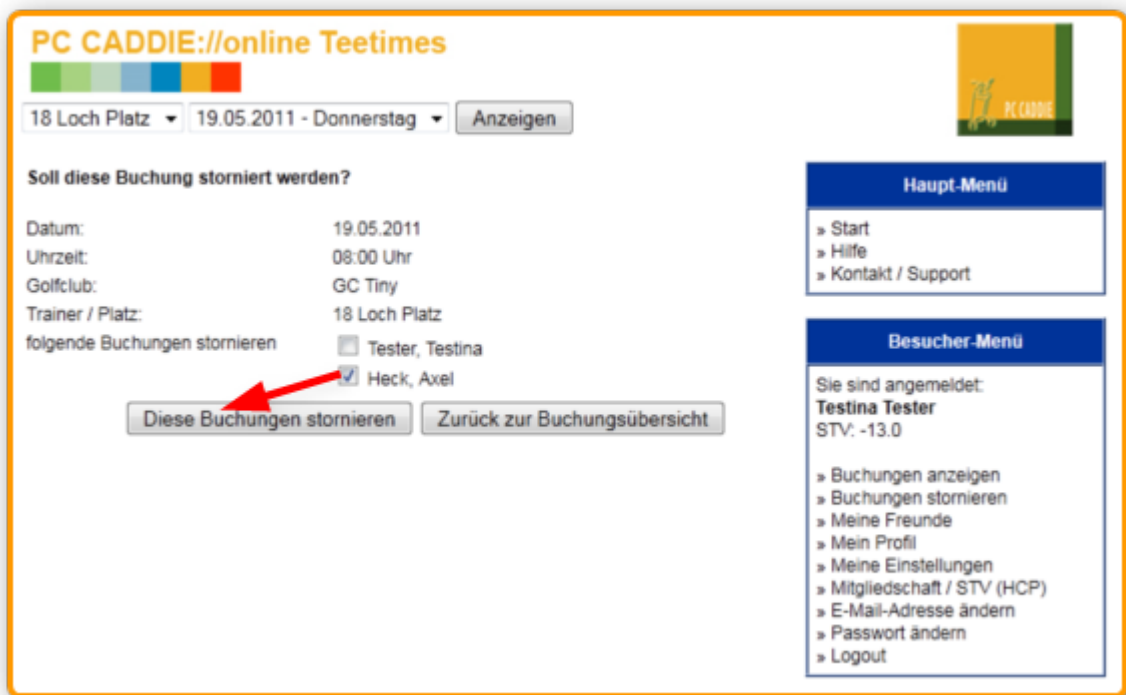 PC CADDIE://online Teetimes
PC CADDIE
18 Loch Platz 19.05.2011 - Donnerstag Anzeigen
Soll diese Buchung storniert werden?
Datum: 19.05.2011
Uhrzeit: 08:00 Uhr
Golfclub: GC Tiny
Trainer / Platz: 18 Loch Platz
folgende Buchungen stornieren Tester, Testina
Heck, Axel
Diese Buchungen stornieren Zurück zur Buchungsübersicht
Haupt-Menü
» Start
» Hilfe
» Kontakt / Support
Besucher-Menü
Sie sind angemeldet:
Testina Tester
STV: -13.0
» Buchungen anzeigen
» Buchungen stornieren
» Meine Freunde
» Mein Profil
» Meine Einstellungen
» Mitgliedschaft / STV (HCP)
» E-Mail-Adresse ändern
» Passwort ändern
» Logout